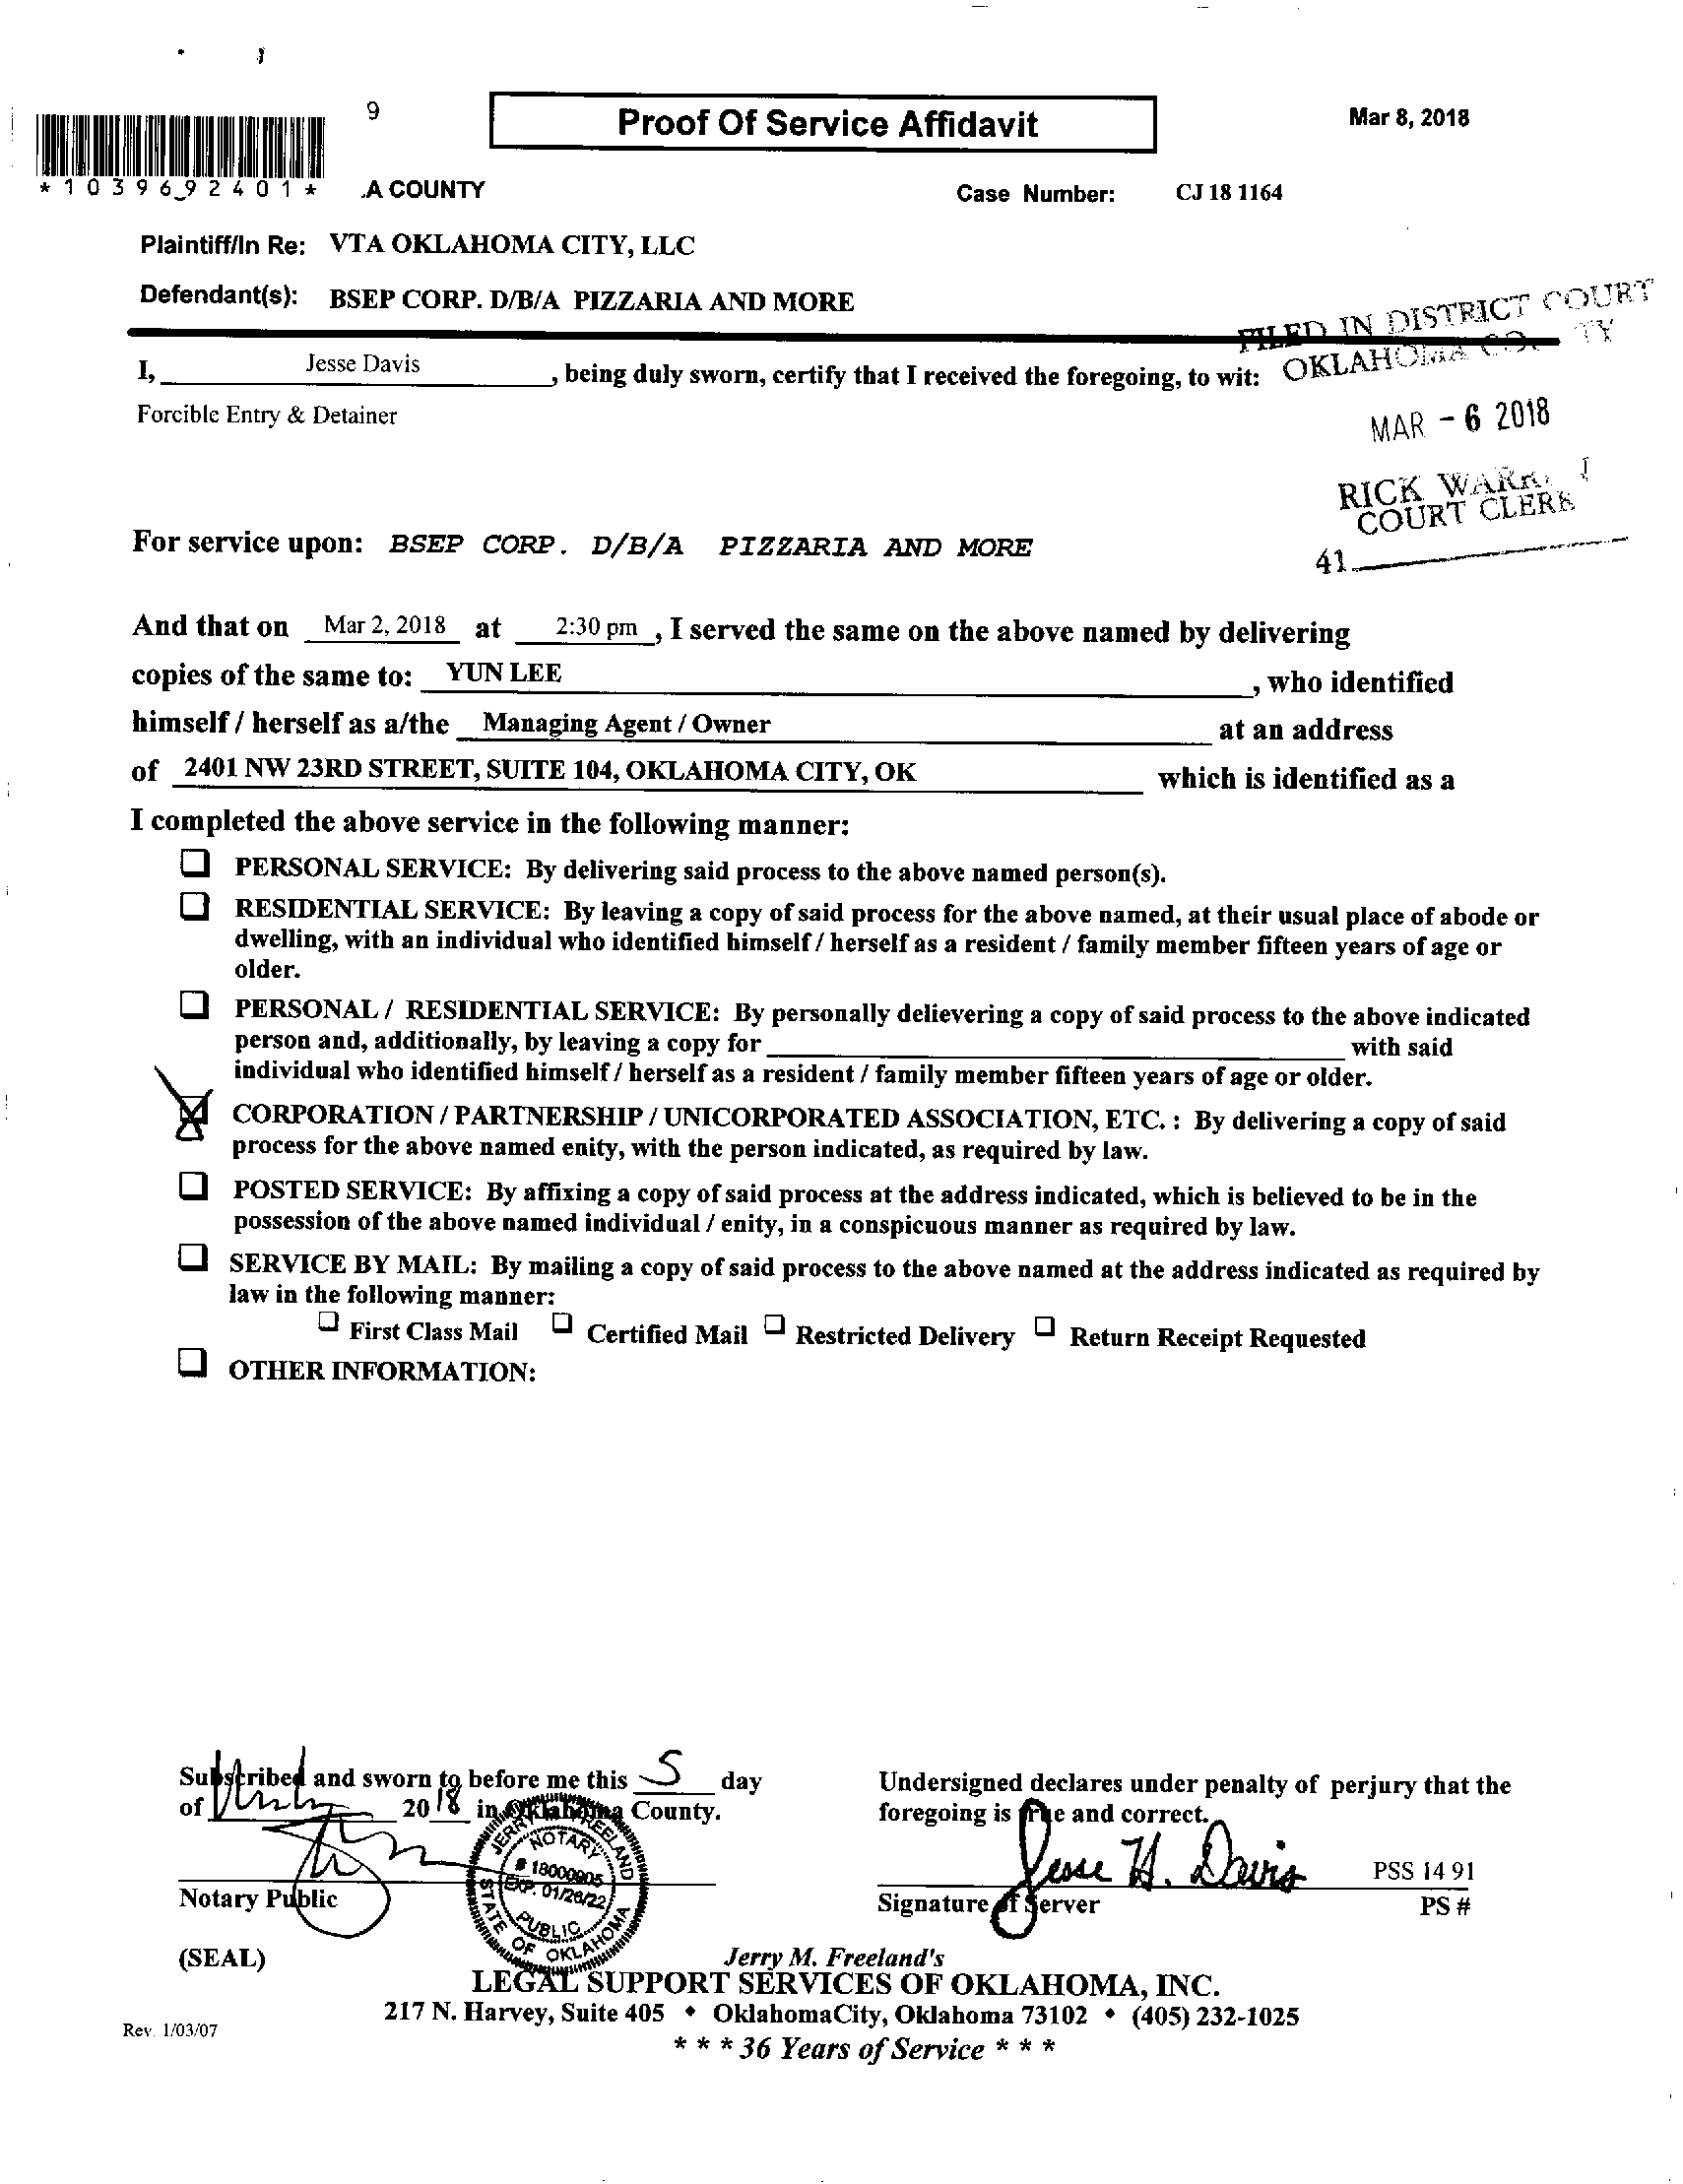 9
Proof Of Service Affidavit
Mar 8, 2018
*1039692401*
.A COUNTY
Case Number: CJ 18 1164
Plaintiff/In Re: VTA OKLAHOMA CITY, LLC
Defendant(s): BSEP CORP. D/B/A PIZZARIA AND MORE
FILED IN DISTRICT COURT
OKLAHOMA
I, Jesse Davis, being duly sworn, certify that I received the foregoing, to wit:
Forcible Entry & Detainer
MAR - 6 2018
RICK
COURT CLERK
41
For service upon: BSEP CORP. D/B/A PIZZARIA AND MORE
And that on Mar 2, 2018 at 2:30 pm, I served the same on the above named by delivering
copies of the same to: YUN LEE, who identified
himself / herself as a/the Managing Agent / Owner at an address
of 2401 NW 23RD STREET, SUITE 104, OKLAHOMA CITY, OK which is identified as a
I completed the above service in the following manner:
PERSONAL SERVICE: By delivering said process to the above named person(s).
RESIDENTIAL SERVICE: By leaving a copy of said process for the above named, at their usual place of abode or
dwelling, with an individual who identified himself / herself as a resident / family member fifteen years of age or
older.
PERSONAL / RESIDENTIAL SERVICE: By personally delievering a copy of said process to the above indicated
person and, additionally, by leaving a copy for with said
individual who identified himself / herself as a resident / family member fifteen years of age or older.
CORPORATION / PARTNERSHIP / UNICORPORATED ASSOCIATION, ETC. : By delivering a copy of said
process for the above named enity, with the person indicated, as required by law.
POSTED SERVICE: By affixing a copy of said process at the address indicated, which is believed to be in the
possession of the above named individual / enity, in a conspicuous manner as required by law.
SERVICE BY MAIL: By mailing a copy of said process to the above named at the address indicated as required by
law in the following manner:
First Class Mail Certified Mail Restricted Delivery Return Receipt Requested
OTHER INFORMATION:
Subscribed and sworn to before me this 5 day
of 2018 in Oklahoma County.
Undersigned declares under penalty of perjury that the
foregoing is true and correct.
Jesse H. Davis
PSS 14 91
Notary Public
Signature of Server
PS #
JERRY FREELAND
NOTARY
# 18000905
EXP. 01/26/22
PUBLIC
STATE OF OKLAHOMA
(SEAL)
Jerry M. Freeland's
LEGAL SUPPORT SERVICES OF OKLAHOMA, INC.
217 N. Harvey, Suite 405 • OklahomaCity, Oklahoma 73102 • (405) 232-1025
Rev. 1/03/07
* * * 36 Years of Service * * *